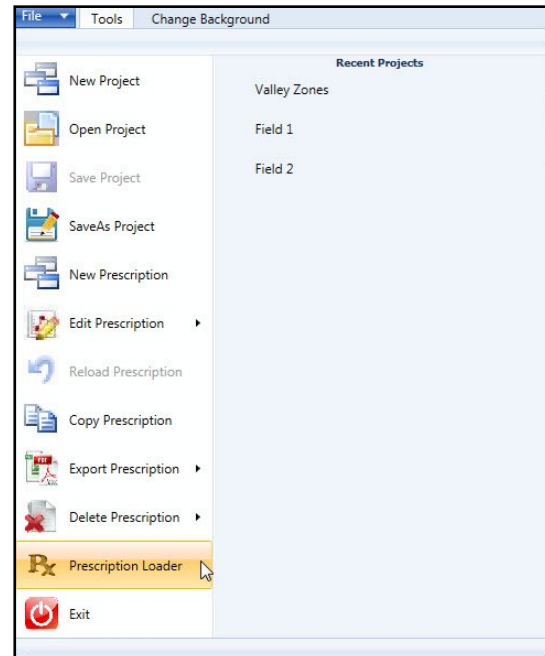 File Tools Change Background
Recent Projects
New Project
Valley Zones
Open Project
Field 1
Save Project
Field 2
SaveAs Project
New Prescription
Edit Prescription
Reload Prescription
Copy Prescription
Export Prescription
Delete Prescription
Prescription Loader
Exit